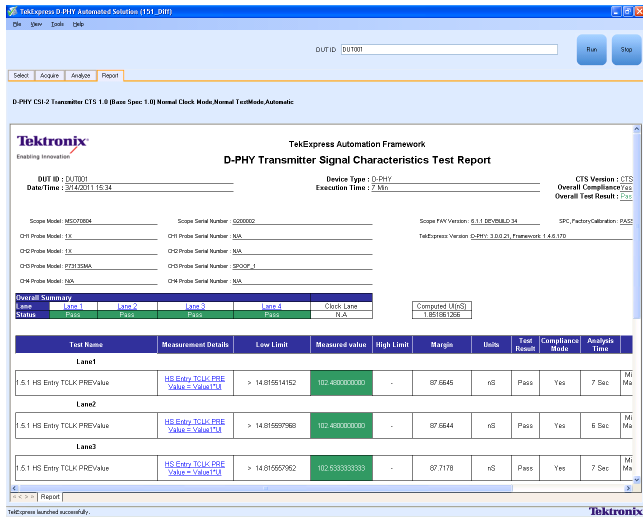 TekExpress D-PHY Automated Solution (151_Diff)
File View Tools Help
DUT ID DUT001
Run Stop
Select Acquire Analyze Report
D-PHY CSI-2 Transmitter CTS 1.0 (Base Spec 1.0) Normal Clock Mode,Normal TestMode,Automatic
Tektronix
Enabling Innovation
TekExpress Automation Framework
D-PHY Transmitter Signal Characteristics Test Report
DUT ID : DUT001 Device Type : D-PHY CTS Version : CTS
Date/Time : 3/14/2011 15:34 Execution Time : 7 Min Overall Compliance Yes
Overall Test Result : Pas
Scope Model: MSO70804 Scope Serial Number : Q200002 Scope F/W Version : 6.1.1 DEVBUILD 34 SPC, FactoryCalibration : PASS
CH1 Probe Model: 1X CH1 Probe Serial Number : N/A TekExpress Version :D-PHY: 3.0.0.21, Framework: 1.4.6.170
CH2 Probe Model: 1X CH2 Probe Serial Number : N/A
CH3 Probe Model: P7313SMA CH3 Probe Serial Number : SPOOF_1
CH4 Probe Model: N/A CH4 Probe Serial Number : N/A
Overall Summary
Lane Lane 1 Lane 2 Lane 3 Lane 4 Clock Lane Computed UI(nS)
Status Pass Pass Pass Pass N.A 1.851861266
Test Name Measurement Details Low Limit Measured value High Limit Margin Units Test Result Compliance Mode Analysis Time
Lane1
1.5.1 HS Entry TCLK PREValue HS Entry TCLK PRE Value = Value1*UI > 14.815514152 102.4800000000 - 87.6645 nS Pass Yes 7 Sec Mi Ma
Lane2
1.5.1 HS Entry TCLK PREValue HS Entry TCLK PRE Value = Value1*UI > 14.815597968 102.4800000000 - 87.6644 nS Pass Yes 6 Sec Mi Ma
Lane3
1.5.1 HS Entry TCLK PREValue HS Entry TCLK PRE Value = Value1*UI > 14.815557952 102.5333333333 - 87.7178 nS Pass Yes 7 Sec Mi Ma
Report
TekExpress launched successfully. Tektronix